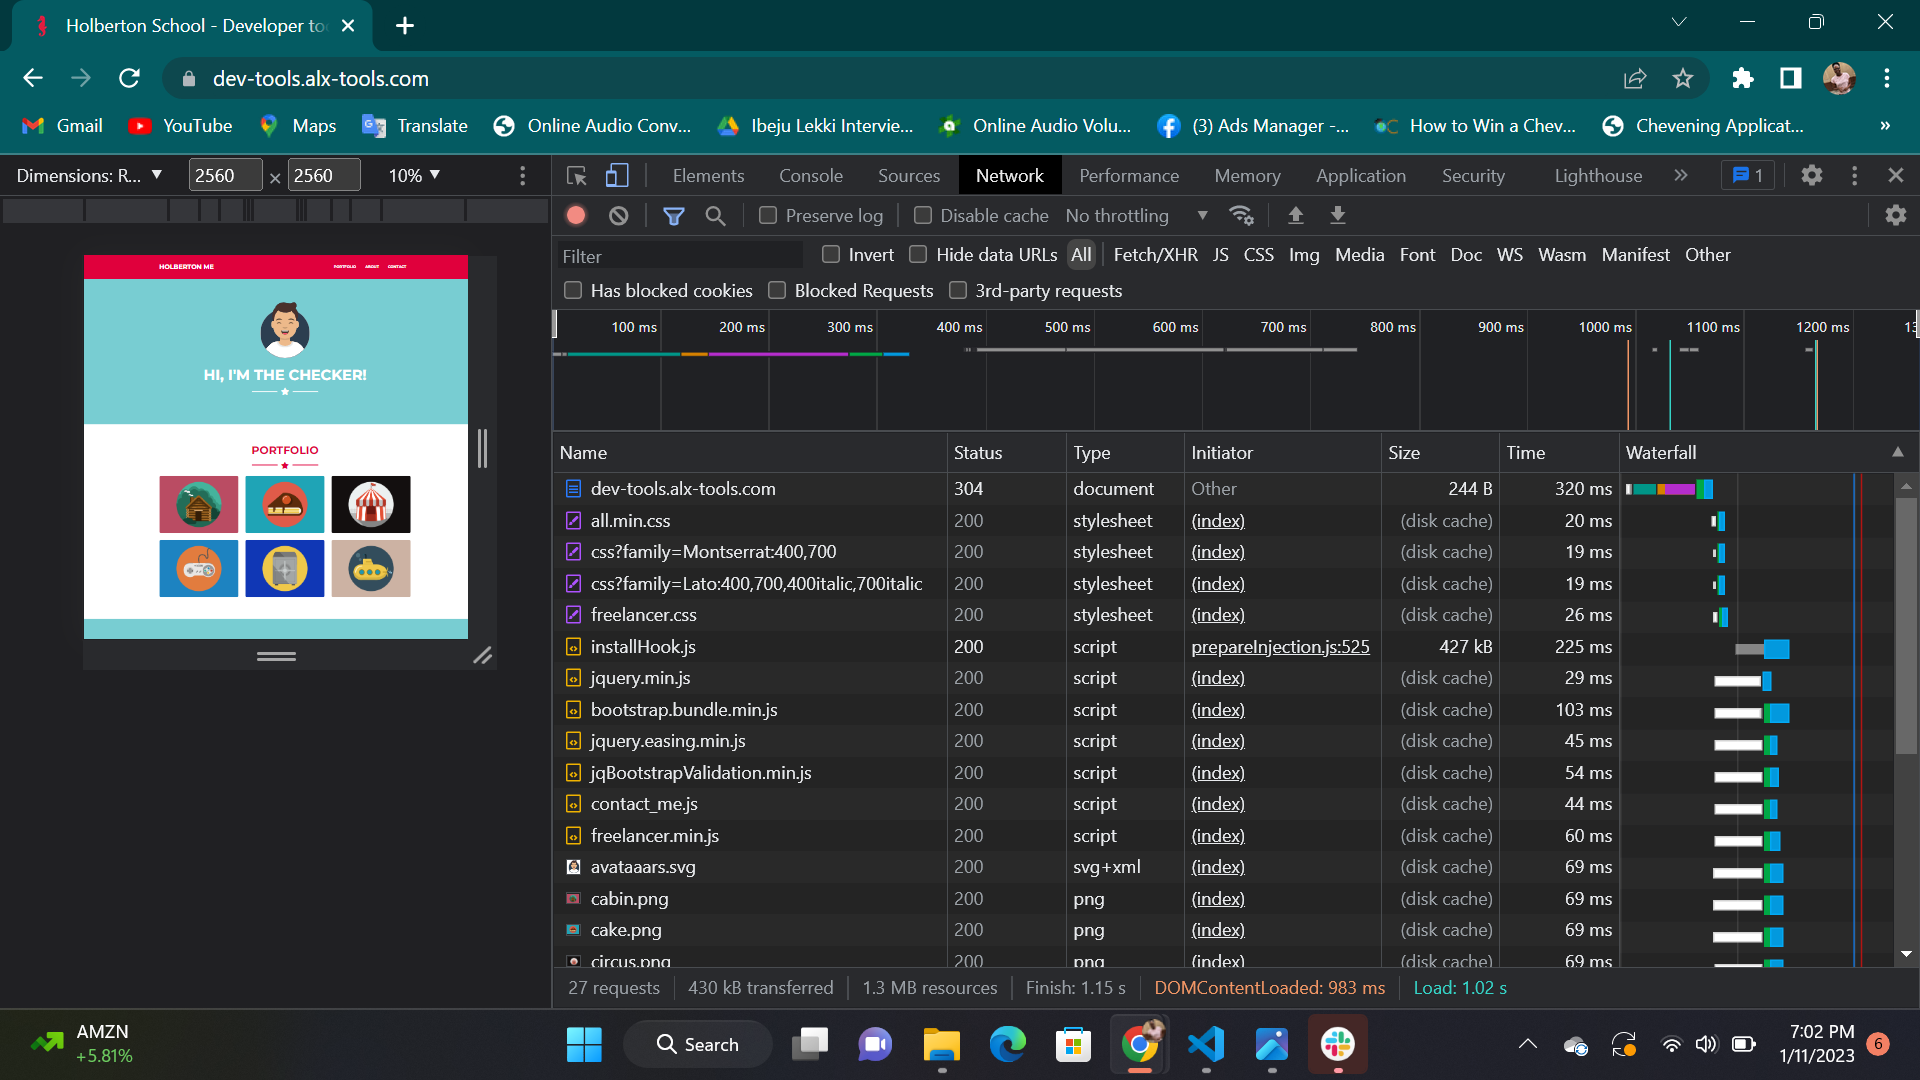 Holberton School - Developer to
dev-tools.alx-tools.com
Gmail YouTube Maps Translate Online Audio Conv... Ibeju Lekki Intervie... Online Audio Volu... (3) Ads Manager -... How to Win a Chev... Chevening Applicat... »
Dimensions: R... 2560 × 2560 10%
Elements Console Sources Network Performance Memory Application Security Lighthouse » 1
Preserve log Disable cache No throttling
Filter Invert Hide data URLs All Fetch/XHR JS CSS Img Media Font Doc WS Wasm Manifest Other
Has blocked cookies Blocked Requests 3rd-party requests
100 ms 200 ms 300 ms 400 ms 500 ms 600 ms 700 ms 800 ms 900 ms 1000 ms 1100 ms 1200 ms
HOLBERTON ME PORTFOLIO ABOUT CONTACT
HI, I'M THE CHECKER!
PORTFOLIO
Name Status Type Initiator Size Time Waterfall
dev-tools.alx-tools.com 304 document Other 244 B 320 ms
all.min.css 200 stylesheet (index) (disk cache) 20 ms
css?family=Montserrat:400,700 200 stylesheet (index) (disk cache) 19 ms
css?family=Lato:400,700,400italic,700italic 200 stylesheet (index) (disk cache) 19 ms
freelancer.css 200 stylesheet (index) (disk cache) 26 ms
installHook.js 200 script prepareInjection.js:525 427 kB 225 ms
jquery.min.js 200 script (index) (disk cache) 29 ms
bootstrap.bundle.min.js 200 script (index) (disk cache) 103 ms
jquery.easing.min.js 200 script (index) (disk cache) 45 ms
jqBootstrapValidation.min.js 200 script (index) (disk cache) 54 ms
contact_me.js 200 script (index) (disk cache) 44 ms
freelancer.min.js 200 script (index) (disk cache) 60 ms
avataaars.svg 200 svg+xml (index) (disk cache) 69 ms
cabin.png 200 png (index) (disk cache) 69 ms
cake.png 200 png (index) (disk cache) 69 ms
circus.png 200 png (index) (disk cache) 69 ms
27 requests 430 kB transferred 1.3 MB resources Finish: 1.15 s DOMContentLoaded: 983 ms Load: 1.02 s
AMZN
+5.81%
Search
7:02 PM
1/11/2023
6